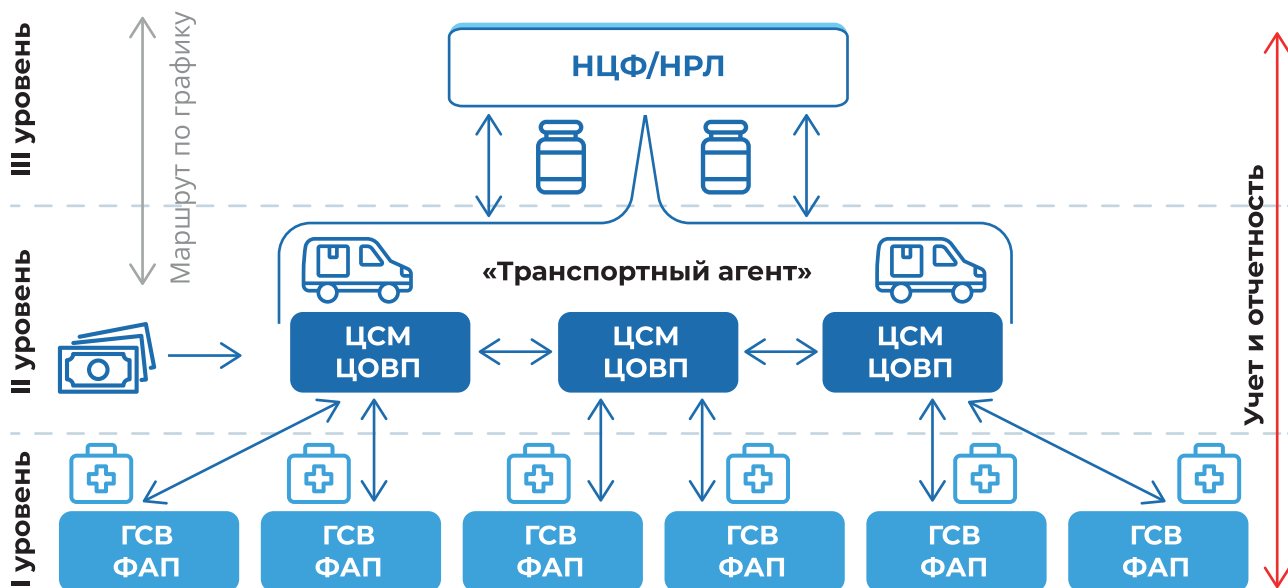 III уровень
Маршрут по графику
НЦФ/НРЛ
Учет и отчетность
II уровень
«Транспортный агент»
ЦСМ
ЦОВП
ЦСМ
ЦОВП
ЦСМ
ЦОВП
I уровень
ГСВ
ФАП
ГСВ
ФАП
ГСВ
ФАП
ГСВ
ФАП
ГСВ
ФАП
ГСВ
ФАП